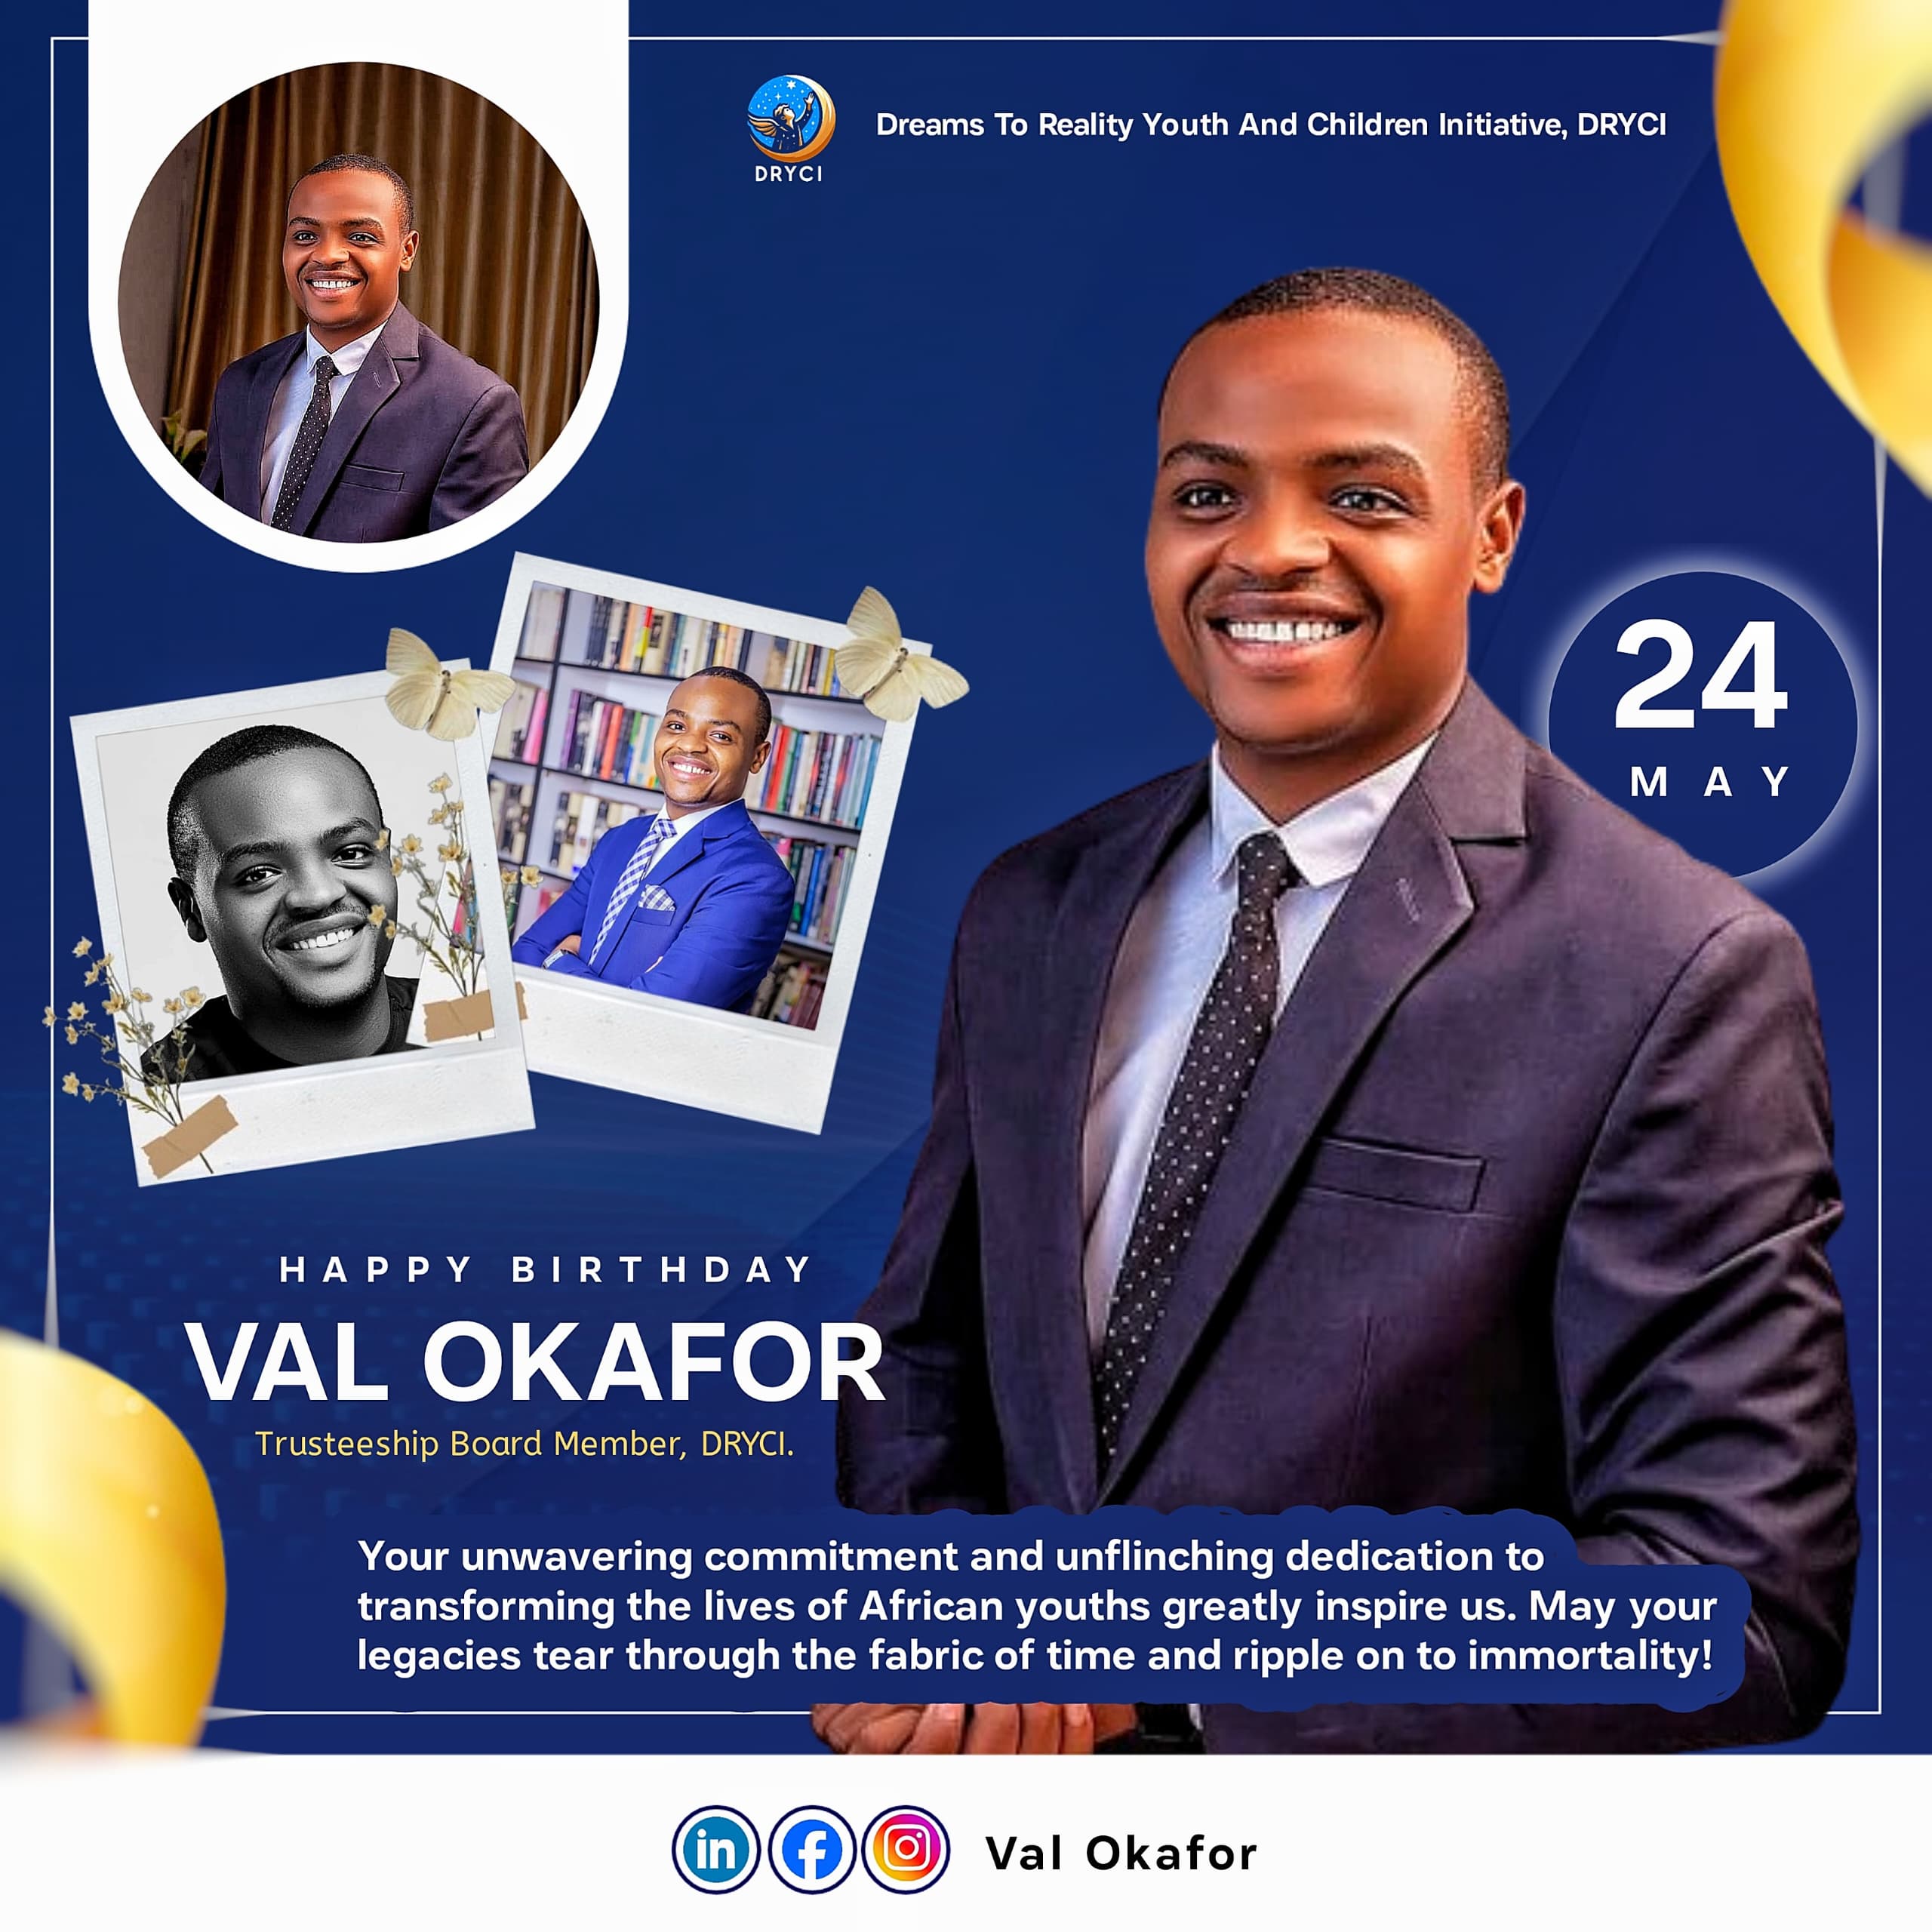 DRYCI
Dreams To Reality Youth And Children Initiative, DRYCI
24
MAY
HAPPY BIRTHDAY
VAL OKAFOR
Trusteeship Board Member, DRYCI.
Your unwavering commitment and unflinching dedication to
transforming the lives of African youths greatly inspire us. May your
legacies tear through the fabric of time and ripple on to immortality!
in
f
Val Okafor